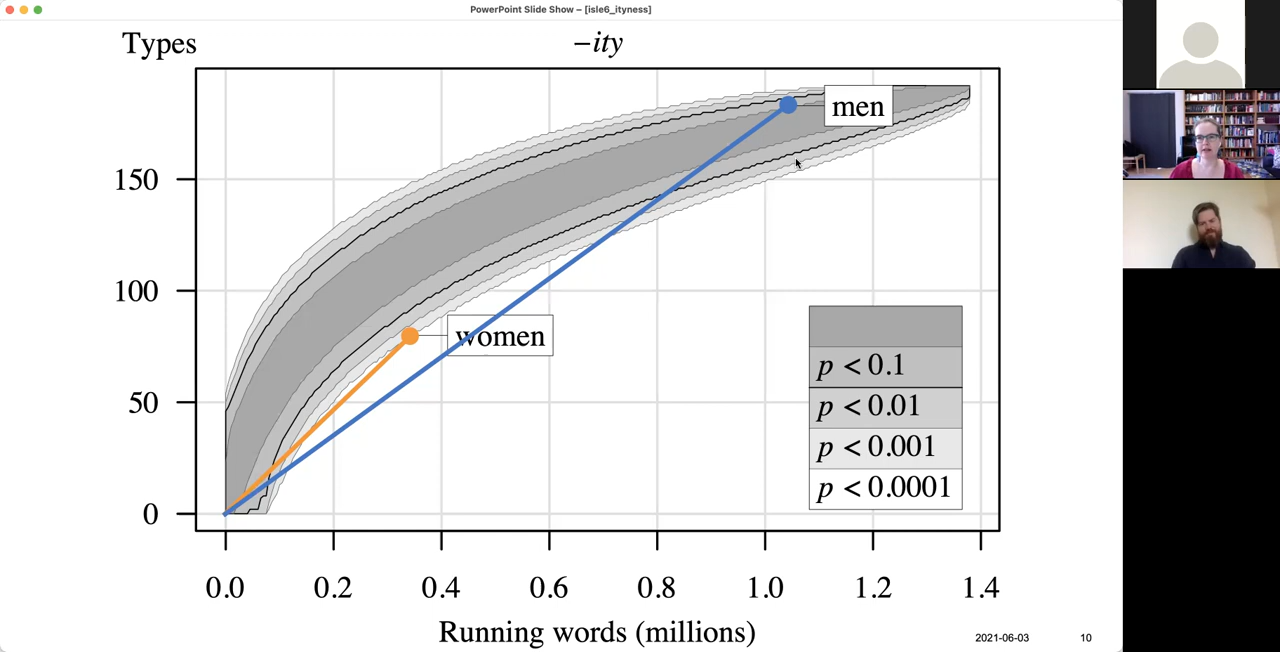 PowerPoint Slide Show – [isle6_ityness]
Types
–ity
men
150
100
women
50
0
p < 0.1
p < 0.01
p < 0.001
p < 0.0001
0.0 0.2 0.4 0.6 0.8 1.0 1.2 1.4
Running words (millions)
2021-06-03 10